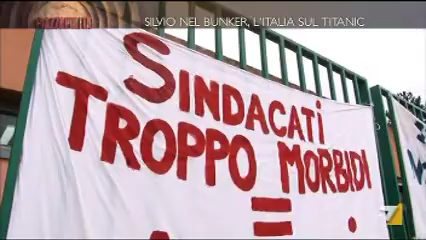 SILVIO NEL BUNKER, L'ITALIA SUL TITANIC
SINDACATI
TROPPO MORBIDI
=